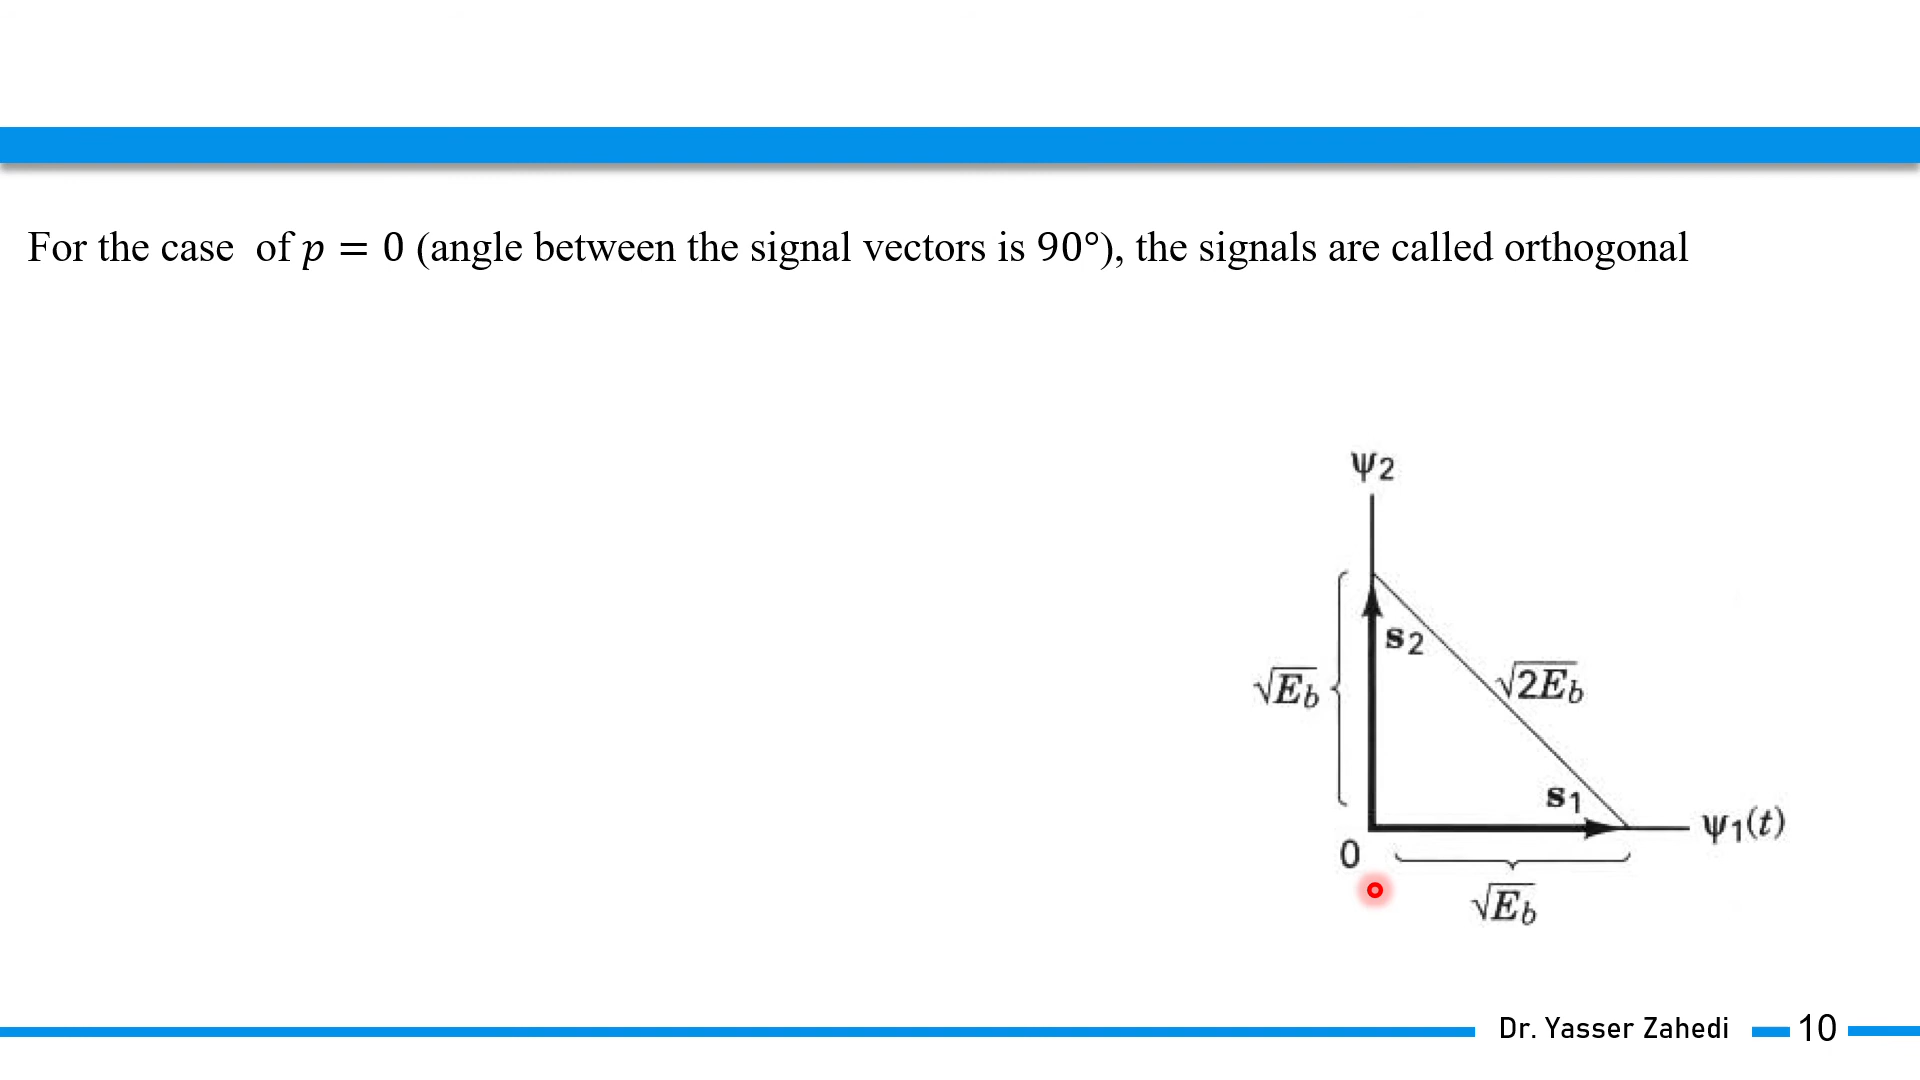 For the case of p = 0 (angle between the signal vectors is 90°), the signals are called orthogonal
ψ2
s2
√Eb
√2Eb
s1
ψ1(t)
0
√Eb
Dr. Yasser Zahedi
10